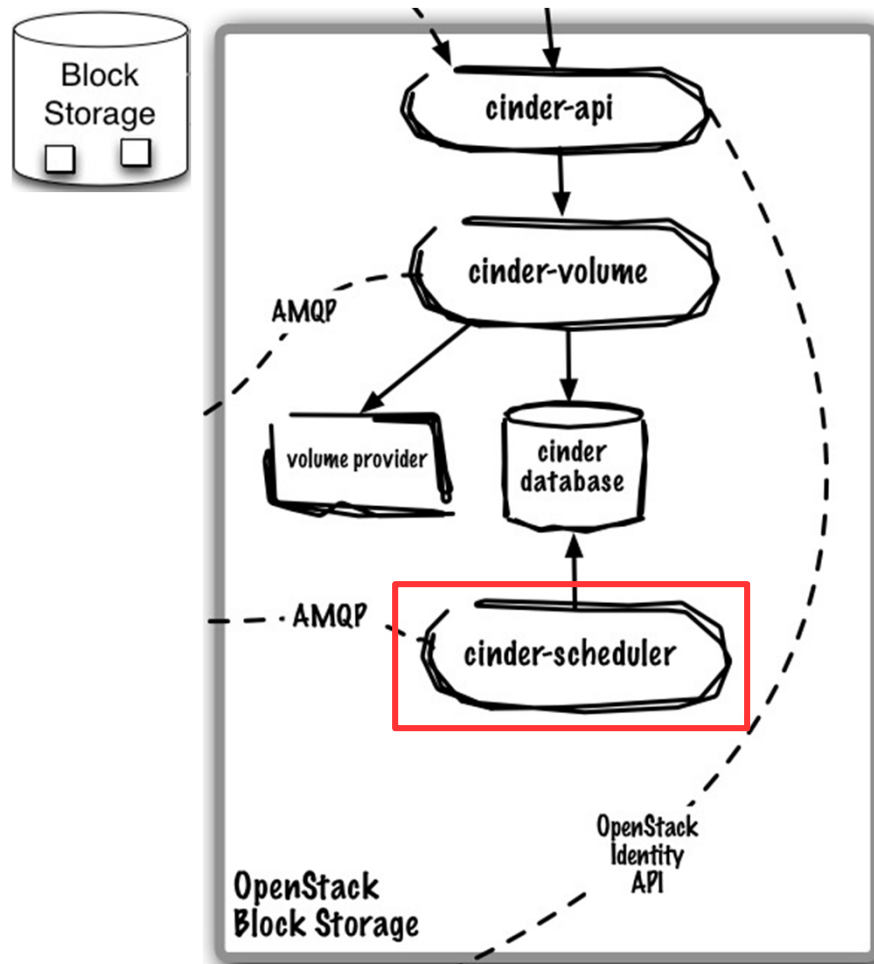 Block
Storage
cinder-api
cinder-volume
AMQP
volume provider
cinder
database
AMQP
cinder-scheduler
OpenStack
Identity
API
OpenStack
Block Storage